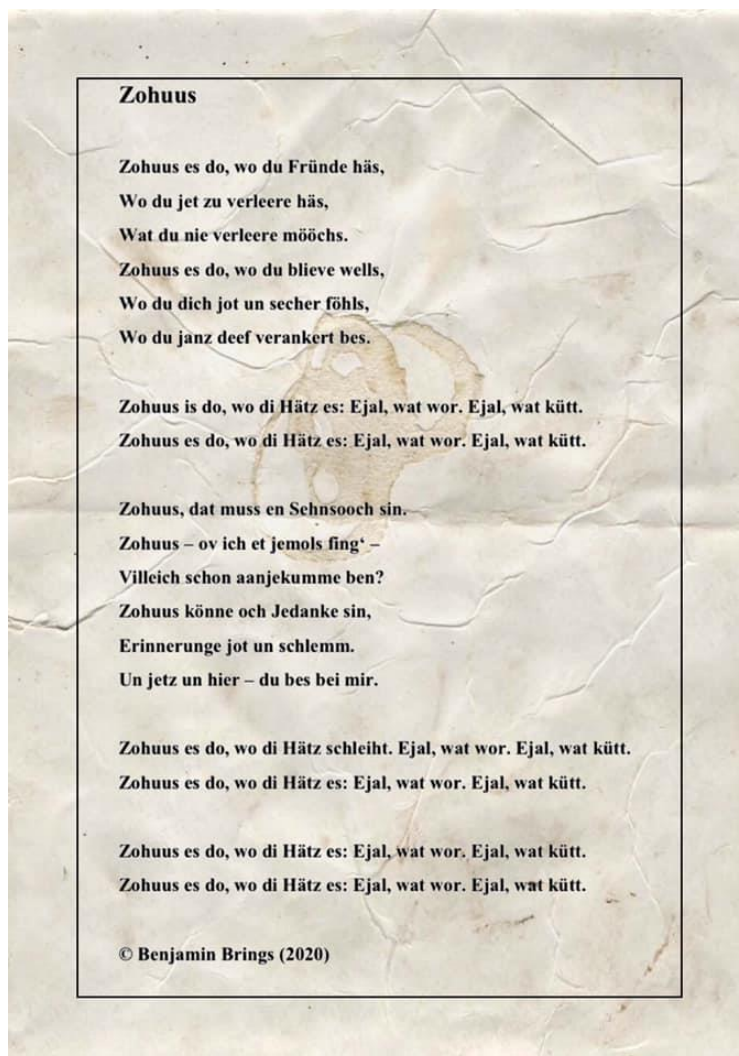 Zohuus
Zohuus es do, wo du Fründe häs,
Wo du jet zu verleere häs,
Wat du nie verleere mööchs.
Zohuus es do, wo du blieve wells,
Wo du dich jot un secher föhls,
Wo du janz deef verankert bes.
Zohuus is do, wo di Hätz es: Ejal, wat wor. Ejal, wat kütt.
Zohuus es do, wo di Hätz es: Ejal, wat wor. Ejal, wat kütt.
Zohuus, dat muss en Sehnsooch sin.
Zohuus – ov ich et jemols fing‘ –
Villeich schon aanjekumme ben?
Zohuus könne och Jedanke sin,
Erinnerunge jot un schlemm.
Un jetz un hier – du bes bei mir.
Zohuus es do, wo di Hätz schleiht. Ejal, wat wor. Ejal, wat kütt.
Zohuus es do, wo di Hätz es: Ejal, wat wor. Ejal, wat kütt.
Zohuus es do, wo di Hätz es: Ejal, wat wor. Ejal, wat kütt.
Zohuus es do, wo di Hätz es: Ejal, wat wor. Ejal, wat kütt.
© Benjamin Brings (2020)